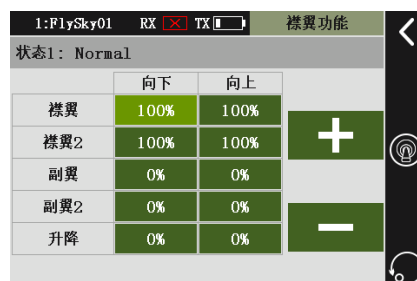 1:FlySky01 RX TX 襟翼功能
状态1: Normal
向下 向上
襟翼 100% 100%
襟翼2 100% 100%
副翼 0% 0%
副翼2 0% 0%
升降 0% 0%